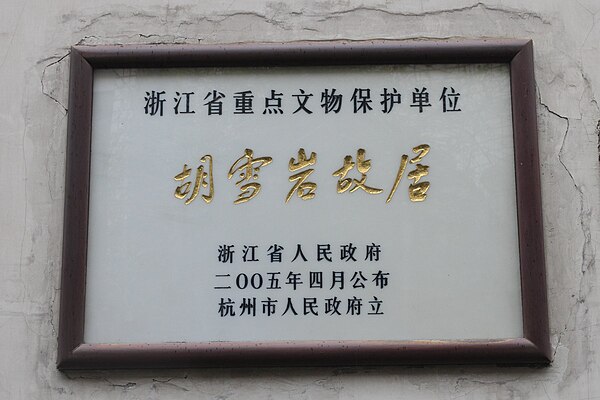 浙江省重点文物保护单位
胡雪岩故居
浙江省人民政府
二OO五年四月公布
杭州市人民政府立